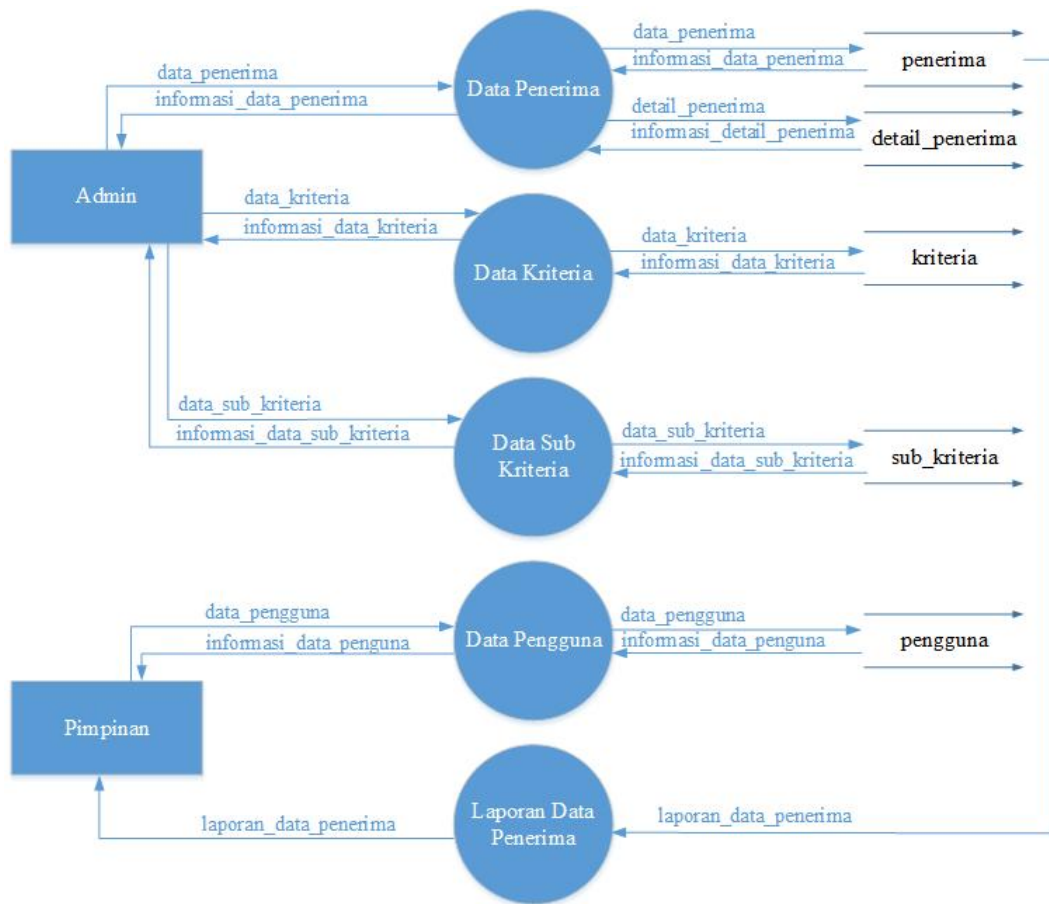 data_penerima
informasi_data_penerima
Data Penerima
data_penerima
informasi_data_penerima
penerima
detail_penerima
informasi_detail_penerima
detail_penerima
Admin
data_kriteria
informasi_data_kriteria
Data Kriteria
data_kriteria
informasi_data_kriteria
kriteria
data_sub_kriteria
informasi_data_sub_kriteria
Data Sub
Kriteria
data_sub_kriteria
informasi_data_sub_kriteria
sub_kriteria
data_pengguna
informasi_data_penguna
Data Pengguna
data_pengguna
informasi_data_penguna
pengguna
Pimpinan
laporan_data_penerima
Laporan Data
Penerima
laporan_data_penerima